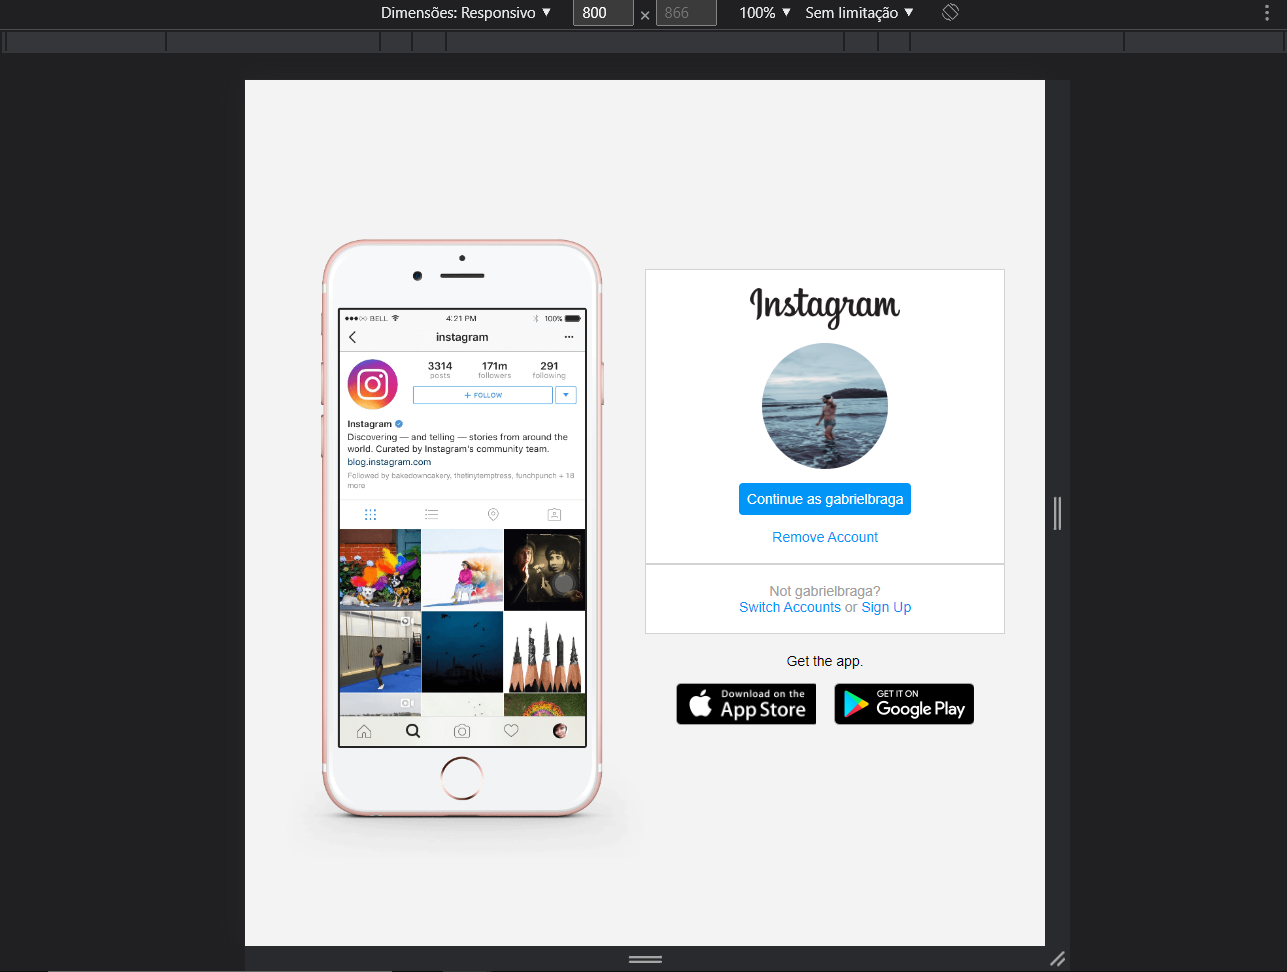 Dimensões: Responsivo ▼ 800 × 866 100% ▼ Sem limitação ▼
BELL 4:21 PM 100%
instagram
3314 171m 291
posts followers following
+ FOLLOW
Instagram
Discovering — and telling — stories from around the
world. Curated by Instagram's community team.
blog.instagram.com
Followed by bakedowncakery, thetinytemptress, funchpunch + 18
more
Instagram
Continue as gabrielbraga
Remove Account
Not gabrielbraga?
Switch Accounts or Sign Up
Get the app.
Download on the
App Store
GET IT ON
Google Play